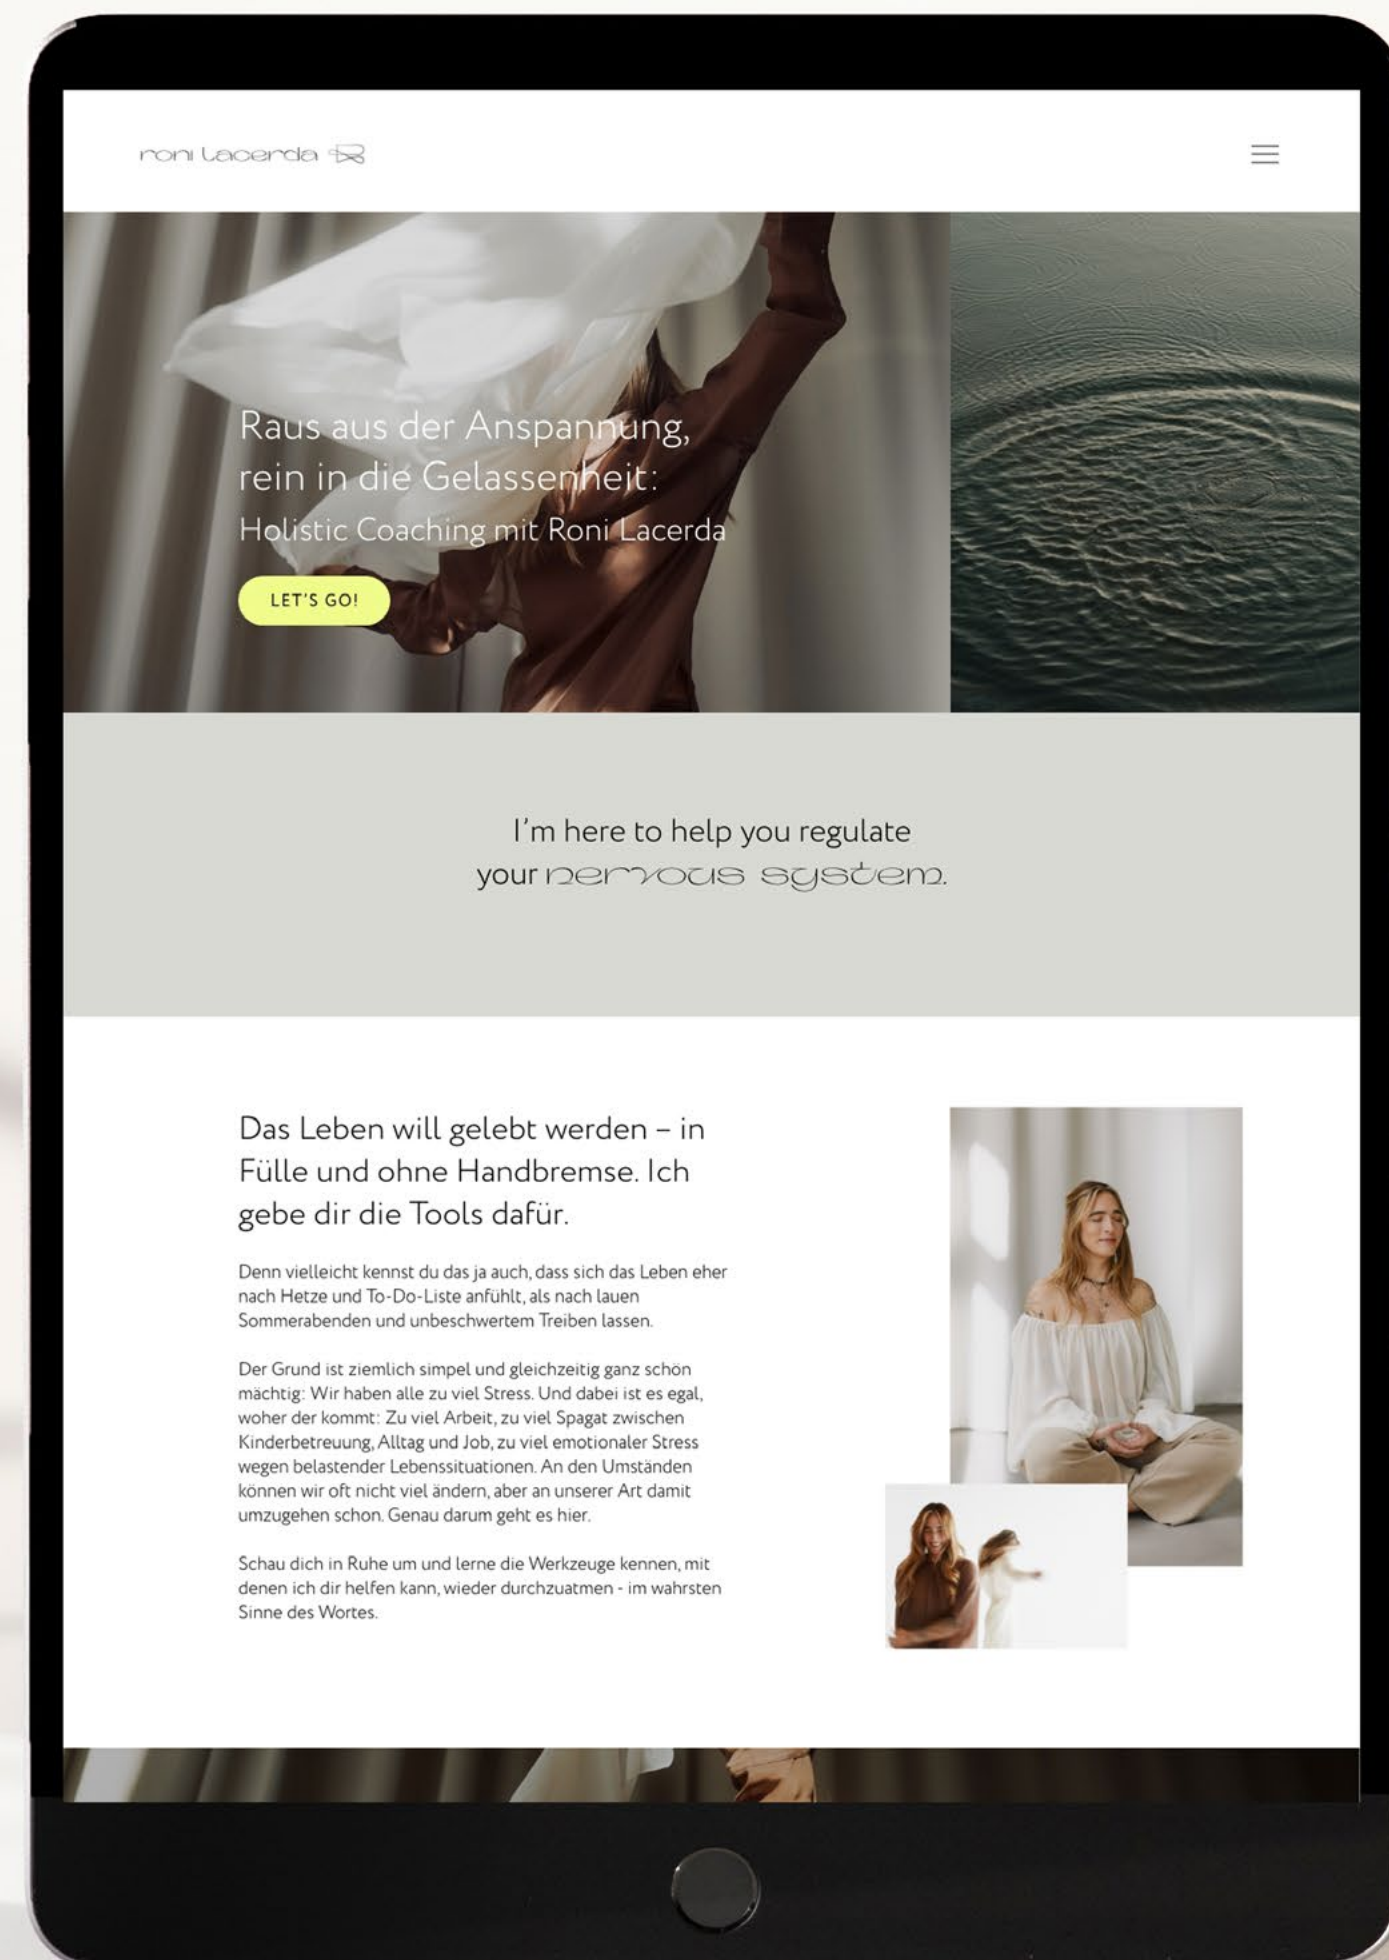 roni lacerda
Raus aus der Anspannung,
rein in die Gelassenheit:
Holistic Coaching mit Roni Lacerda
LET'S GO!
I'm here to help you regulate
your nervous system.
Das Leben will gelebt werden – in
Fülle und ohne Handbremse. Ich
gebe dir die Tools dafür.
Denn vielleicht kennst du das ja auch, dass sich das Leben eher
nach Hetze und To-Do-Liste anfühlt, als nach lauen
Sommerabenden und unbeschwertem Treiben lassen.
Der Grund ist ziemlich simpel und gleichzeitig ganz schön
mächtig: Wir haben alle zu viel Stress. Und dabei ist es egal,
woher der kommt: Zu viel Arbeit, zu viel Spagat zwischen
Kinderbetreuung, Alltag und Job, zu viel emotionaler Stress
wegen belastender Lebenssituationen. An den Umständen
können wir oft nicht viel ändern, aber an unserer Art damit
umzugehen schon. Genau darum geht es hier.
Schau dich in Ruhe um und lerne die Werkzeuge kennen, mit
denen ich dir helfen kann, wieder durchzuatmen - im wahrsten
Sinne des Wortes.